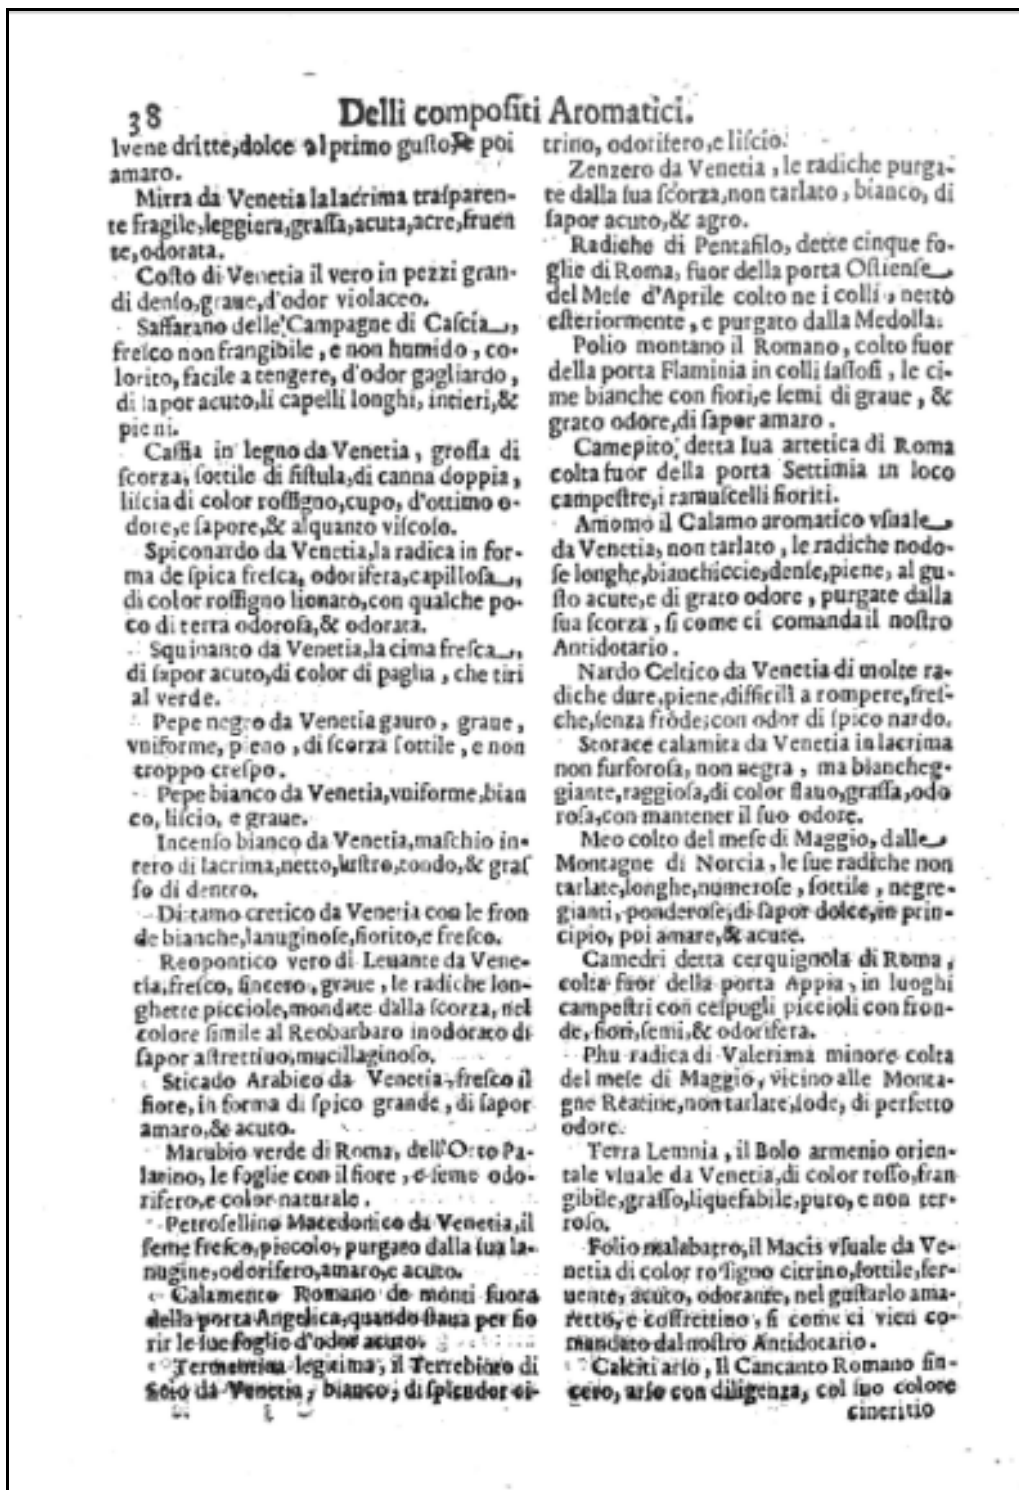 38
Delli compoſiti Aromatici.
lvene dritte,dolce al primo guſto,e poi
amaro.
Mirra da Venetia la lacrima traſparen-
te fragile,leggiera,graſſa,acuta,acre,fruen
te,odorata.
Coſto di Venetia il vero in pezzi gran-
di denſo,graue,d'odor violaceo.
Saffarano delle Campagne di Caſcia,
freſco non frangibile, e non humido, co-
lorito, facile a tengere, d'odor gagliardo,
di ſapor acuto,li capelli longhi, intieri,&
pieni.
Caſſia in legno da Venetia, groſſa di
ſcorza, ſottile di fiſtula,di canna doppia,
liſcia di color roſſigno,cupo, d'ottimo o-
dore,e ſapore,& alquanto viſcoſo.
Spiconardo da Venetia,la radica in for-
ma de ſpica freſca, odorifera,capilloſa,
di color roſſigno lionato,con qualche po-
co di terra odoroſa,& odorata.
Squinanto da Venetia,la cima freſca,
di ſapor acuto,di color di paglia, che tiri
al verde.
Pepe negro da Venetia gauro, graue,
vniforme, pieno, di ſcorza ſottile, e non
troppo creſpo.
Pepe bianco da Venetia,vniforme,bian
co, liſcio, e graue.
Incenſo bianco da Venetia,maſchio in-
tero di lacrima,netto,luſtro,tondo,& graſ
ſo di dentro.
Dittamo cretico da Venetia con le fron
de bianche,lanuginoſe,fiorito,e freſco.
Reopontico vero di Leuante da Vene-
tia,freſco, ſincero, graue, le radiche lon-
ghette picciole,mondate dalla ſcorza, nel
colore ſimile al Reobarbaro inodorato di
ſapor aſtrettiuo,mucillaginoſo.
Sticado Arabico da Venetia, freſco il
fiore, in forma di ſpico grande, di ſapor
amaro,& acuto.
Marubio verde di Roma, dell'Orto Pa-
latino, le foglie con il fiore, e ſeme odo-
rifero,e color naturale.
Petroſellino Macedonico da Venetia,il
ſeme freſco,piccolo, purgato dalla ſua la-
nugine,odorifero,amaro,e acuto.
Calamento Romano de monti fuora
della porta Angelica,quando ſtaua per fio
rir le ſue foglie d'odor acuto.
Termentina legitima, il Terrebinto di
Scio da Venetia, bianco, di ſplendor ci-
trino, odorifero,e liſcio.
Zenzero da Venetia, le radiche purga-
te dalla ſua ſcorza,non tarlato, bianco, di
ſapor acuto,& agro.
Radiche di Pentafilo, dette cinque fo-
glie di Roma, fuor della porta Oſtienſe,
del Meſe d'Aprile colto ne i colli, netto
eſteriormente, e purgato dalla Medolla.
Polio montano il Romano, colto fuor
della porta Flaminia in colli ſaſſoſi, le ci-
me bianche con fiori,e ſemi di graue, &
grato odore,di ſapor amaro.
Camepito, detta Iua artetica di Roma
colta fuor della porta Settimia in loco
campeſtre,i ramuſcelli fioriti.
Amomo il Calamo aromatico vſuale,
da Venetia, non tarlato, le radiche nodo-
ſe longhe,bianchiccie,denſe,piene, al gu-
ſto acute,e di grato odore, purgate dalla
ſua ſcorza, ſi come ci comanda il noſtro
Antidotario.
Nardo Celtico da Venetia di molte ra-
diche dure,piene,difficili a rompere,freſ-
che,ſenza fròde,con odor di ſpico nardo.
Storace calamita da Venetia in lacrima
non furforoſa, non negra, ma biancheg-
giante,raggioſa,di color flauo,graſſa,odo
roſa,con mantener il ſuo odore.
Meo colto del meſe di Maggio, dalle
Montagne di Norcia, le ſue radiche non
tarlate,longhe,numeroſe, ſottile, negre-
gianti, ponderoſe,di ſapor dolce,in prin-
cipio, poi amare,& acute.
Camedri detta cerquignola di Roma,
colta fuor della porta Appia, in luoghi
campeſtri con ceſpugli piccioli con fron-
de, fiori,ſemi,& odorifera.
Phu radica di Valeriana minore colta
del meſe di Maggio, vicino alle Monta-
gne Reatine,non tarlate,ſode, di perfetto
odore.
Terra Lemnia, il Bolo armenio orien-
tale vſuale da Venetia,di color roſſo,fran
gibile,graſſo,liquefabile,puro, e non ter-
roſo.
Folio malabatro,il Macis vſuale da Ve-
netia di color roſſigno citrino,ſottile,fer-
uente, acuto, odorante, nel guſtarlo ama-
retto, e coſtrettino, ſi come ci vien co-
mandato dal noſtro Antidotario.
Calciti arſo, Il Cancanto Romano ſin-
cero, arſo con diligenza, col ſuo colore
cineritio